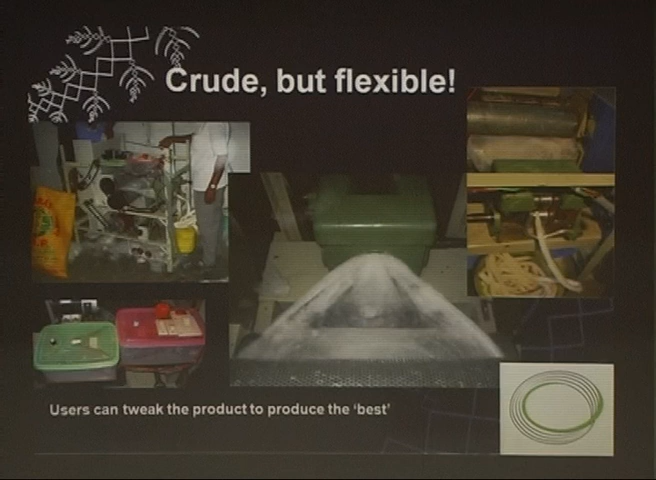 Crude, but flexible!
Users can tweak the product to produce the ‘best’